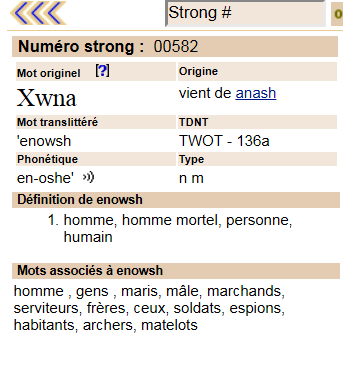 Strong #
Numéro strong : 00582
Mot originel [?] Origine
Xwna vient de anash
Mot translittéré TDNT
'enowsh TWOT - 136a
Phonétique Type
en-oshe' n m
Définition de enowsh
1. homme, homme mortel, personne,
humain
Mots associés à enowsh
homme , gens , maris, mâle, marchands,
serviteurs, frères, ceux, soldats, espions,
habitants, archers, matelots